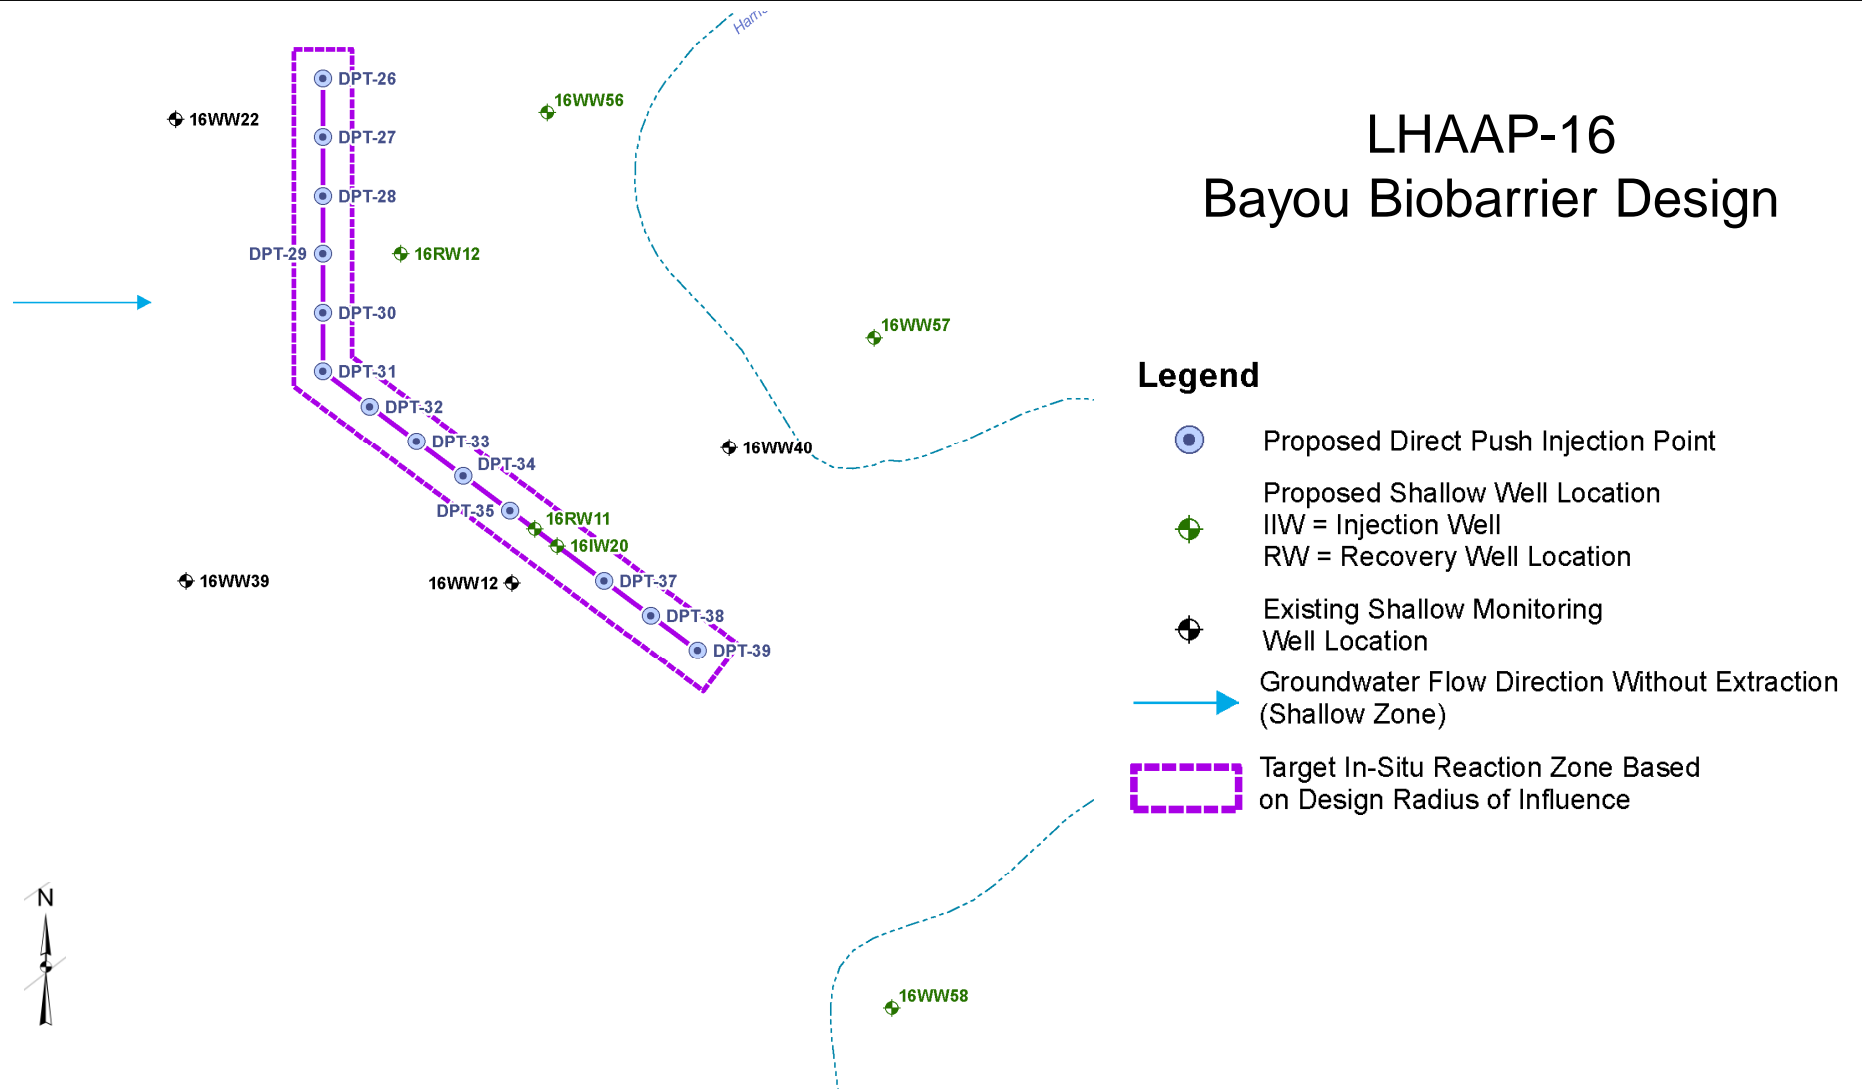 LHAAP-16
Bayou Biobarrier Design
DPT-26
16WW22
16WW56
DPT-27
DPT-28
DPT-29
16RW12
DPT-30
16WW57
DPT-31
DPT-32
DPT-33
16WW40
DPT-34
DPT-35
16RW11
16IW20
16WW39
16WW12
DPT-37
DPT-38
DPT-39
16WW58
N
Legend
Proposed Direct Push Injection Point
Proposed Shallow Well Location
IIW = Injection Well
RW = Recovery Well Location
Existing Shallow Monitoring
Well Location
Groundwater Flow Direction Without Extraction
(Shallow Zone)
Target In-Situ Reaction Zone Based
on Design Radius of Influence